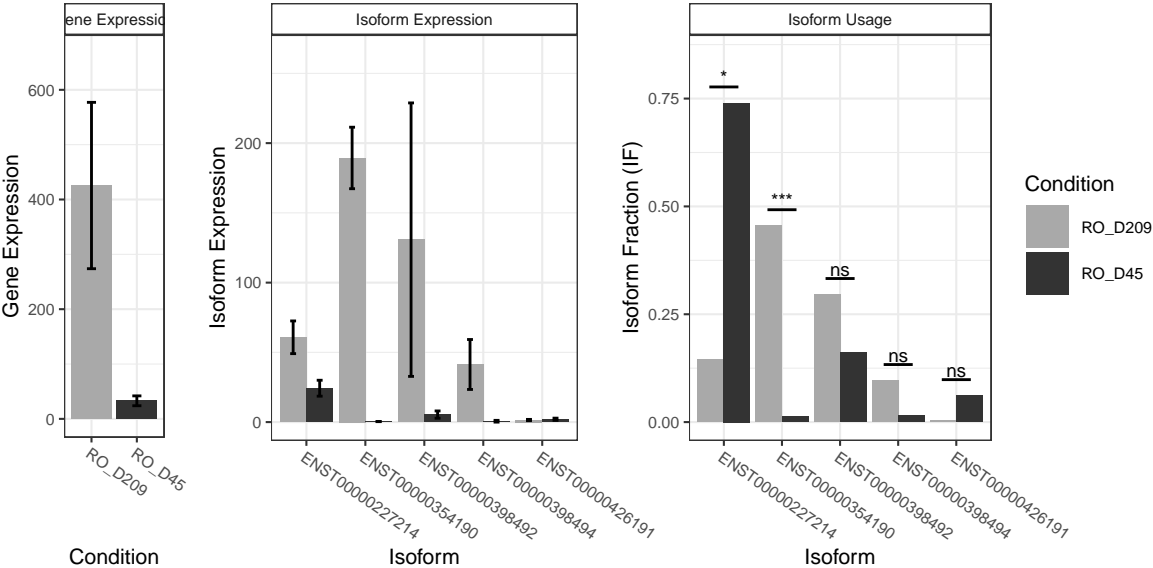 ene Expressio
Gene Expression
600
400
200
0
RO_D209
RO_D45
Condition
Isoform Expression
Isoform Expression
200
100
0
ENST00000227214
ENST00000354190
ENST00000398492
ENST00000398494
ENST00000426191
Isoform
Isoform Usage
Isoform Fraction (IF)
0.75
0.50
0.25
0.00
*
***
ns
ns
ns
ENST00000227214
ENST00000354190
ENST00000398492
ENST00000398494
ENST00000426191
Isoform
Condition
RO_D209
RO_D45